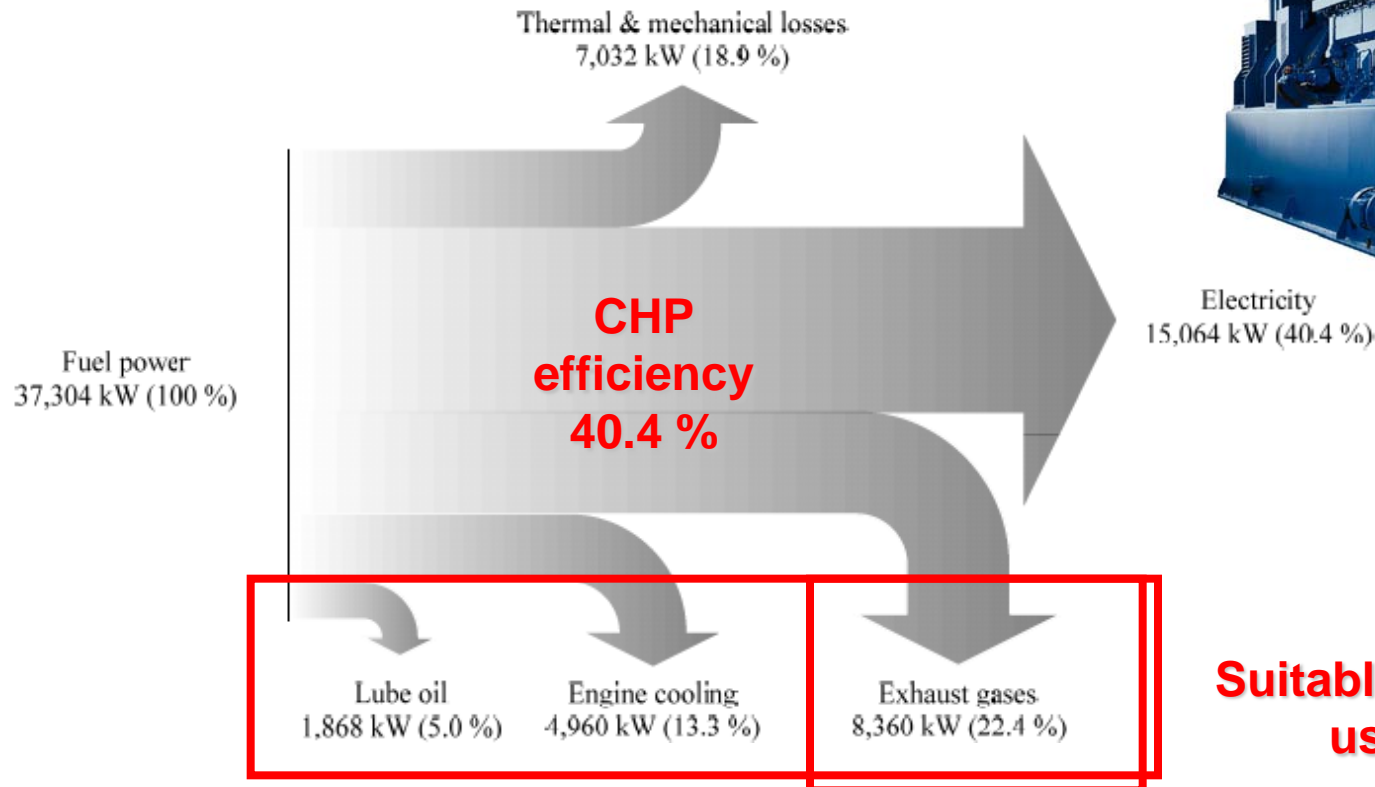 Thermal & mechanical losses
7,032 kW (18.9 %)
Electricity
15,064 kW (40.4 %)
CHP
efficiency
40.4 %
Fuel power
37,304 kW (100 %)
Lube oil
1,868 kW (5.0 %)
Engine cooling
4,960 kW (13.3 %)
Exhaust gases
8,360 kW (22.4 %)